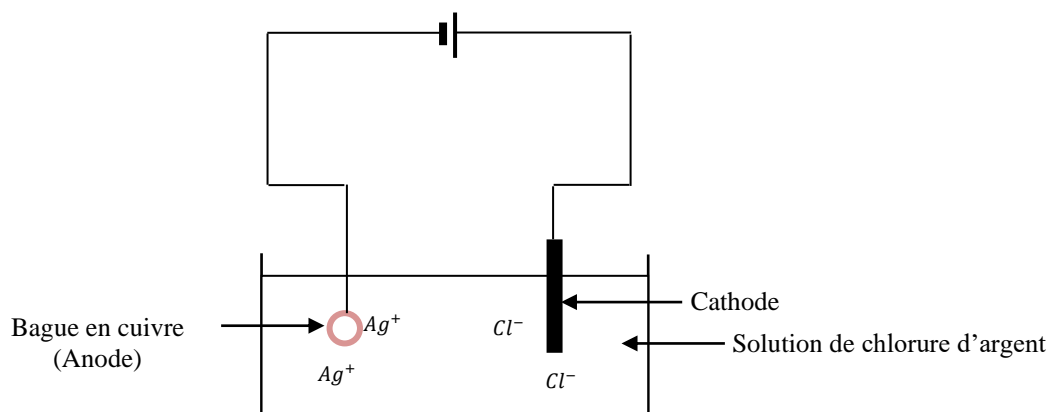 Bague en cuivre
(Anode)
Ag⁺
Ag⁺
Cl⁻
Cl⁻
Cathode
Solution de chlorure d’argent